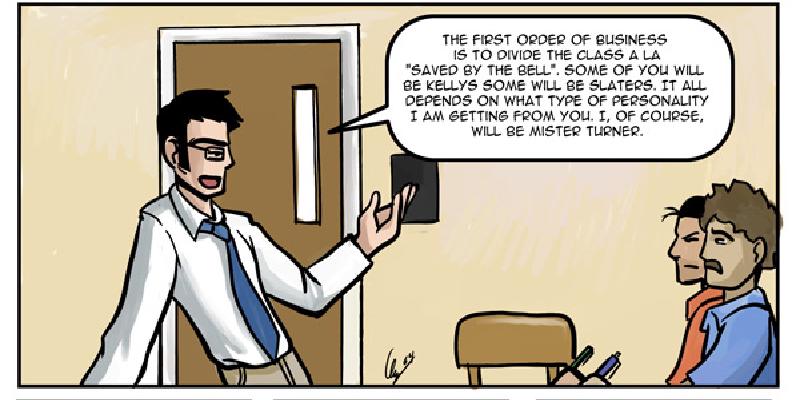 THE FIRST ORDER OF BUSINESS
IS TO DIVIDE THE CLASS A LA
"SAVED BY THE BELL". SOME OF YOU WILL
BE KELLYS SOME WILL BE SLATERS. IT ALL
DEPENDS ON WHAT TYPE OF PERSONALITY
I AM GETTING FROM YOU. I, OF COURSE,
WILL BE MISTER TURNER.